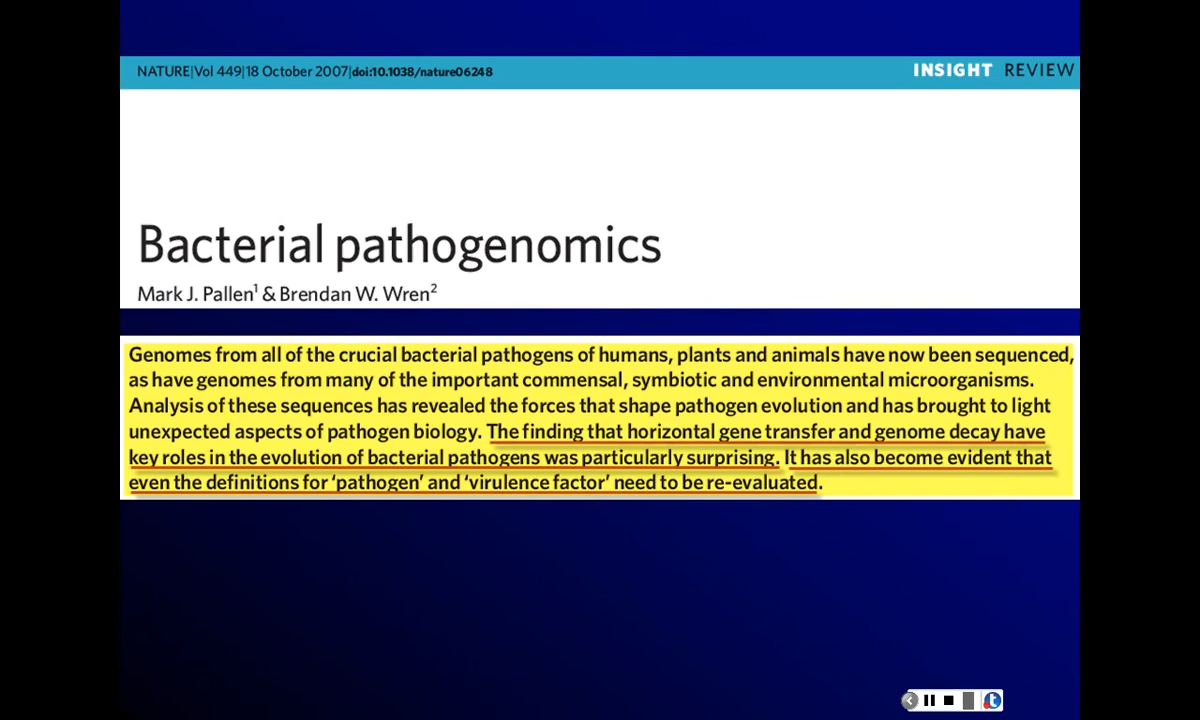 NATURE|Vol 449|18 October 2007|doi:10.1038/nature06248
INSIGHT REVIEW
Bacterial pathogenomics
Mark J. Pallen¹ & Brendan W. Wren²
Genomes from all of the crucial bacterial pathogens of humans, plants and animals have now been sequenced,
as have genomes from many of the important commensal, symbiotic and environmental microorganisms.
Analysis of these sequences has revealed the forces that shape pathogen evolution and has brought to light
unexpected aspects of pathogen biology. The finding that horizontal gene transfer and genome decay have
key roles in the evolution of bacterial pathogens was particularly surprising. It has also become evident that
even the definitions for ‘pathogen’ and ‘virulence factor’ need to be re-evaluated.